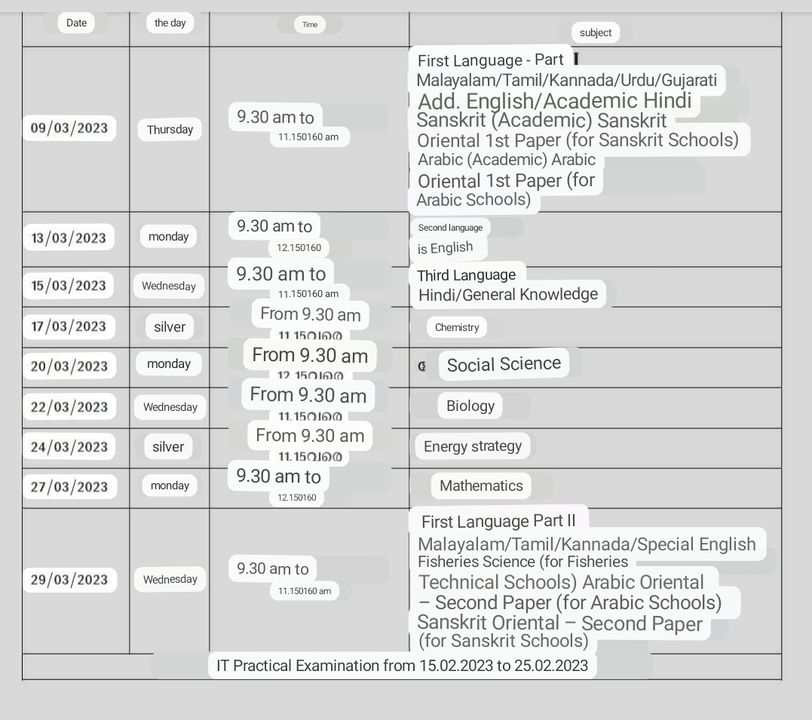 Date the day Time subject
First Language - Part I
Malayalam/Tamil/Kannada/Urdu/Gujarati
Add. English/Academic Hindi
Sanskrit (Academic) Sanskrit
09/03/2023 Thursday 9.30 am to
11.150160 am
Oriental 1st Paper (for Sanskrit Schools)
Arabic (Academic) Arabic
Oriental 1st Paper (for
Arabic Schools)
13/03/2023 monday 9.30 am to
12.150160
Second language
is English
15/03/2023 Wednesday 9.30 am to
11.150160 am
Third Language
Hindi/General Knowledge
17/03/2023 silver From 9.30 am
11.15
Chemistry
20/03/2023 monday From 9.30 am
12.15
Social Science
22/03/2023 Wednesday From 9.30 am
11.15
Biology
24/03/2023 silver From 9.30 am
11.15
Energy strategy
27/03/2023 monday 9.30 am to
12.150160
Mathematics
First Language Part II
Malayalam/Tamil/Kannada/Special English
Fisheries Science (for Fisheries
29/03/2023 Wednesday 9.30 am to
11.150160 am
Technical Schools) Arabic Oriental
– Second Paper (for Arabic Schools)
Sanskrit Oriental – Second Paper
(for Sanskrit Schools)
IT Practical Examination from 15.02.2023 to 25.02.2023